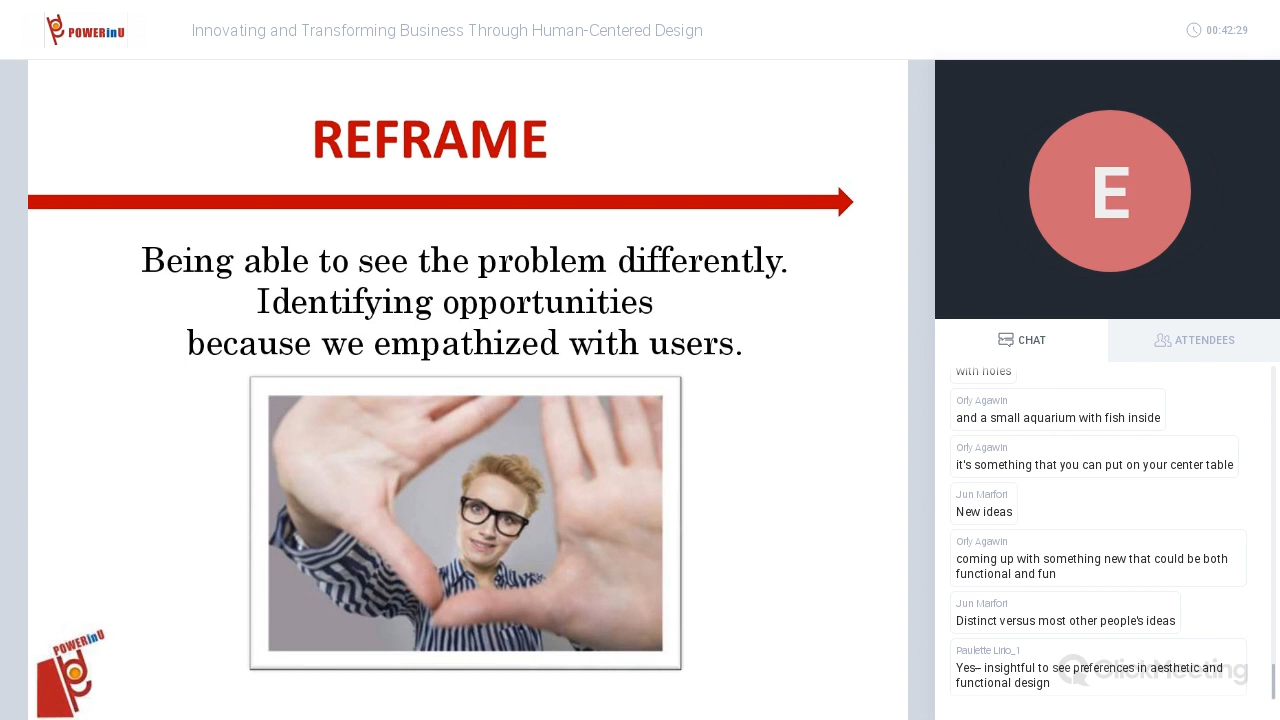 POWERinU
Innovating and Transforming Business Through Human-Centered Design
00:42:29
REFRAME
Being able to see the problem differently.
Identifying opportunities
because we empathized with users.
POWERinU
E
CHAT
ATTENDEES
with holes
Orly Agawin
and a small aquarium with fish inside
Orly Agawin
it's something that you can put on your center table
Jun Marfori
New ideas
Orly Agawin
coming up with something new that could be both
functional and fun
Jun Marfori
Distinct versus most other people's ideas
Paulette Lirio_1
Yes– insightful to see preferences in aesthetic and
functional design
ClickMeeting